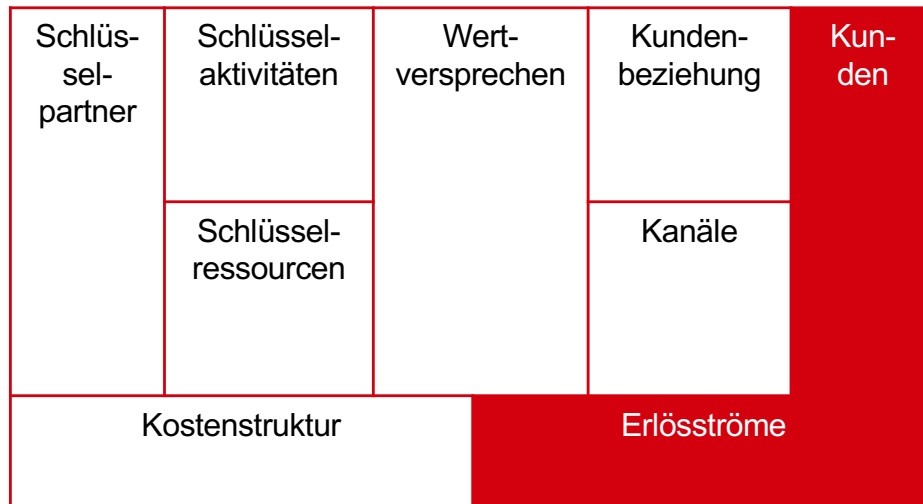 Schlüs-
sel-
partner
Schlüssel-
aktivitäten
Schlüssel-
ressourcen
Wert-
versprechen
Kunden-
beziehung
Kanäle
Kun-
den
Kostenstruktur
Erlösströme